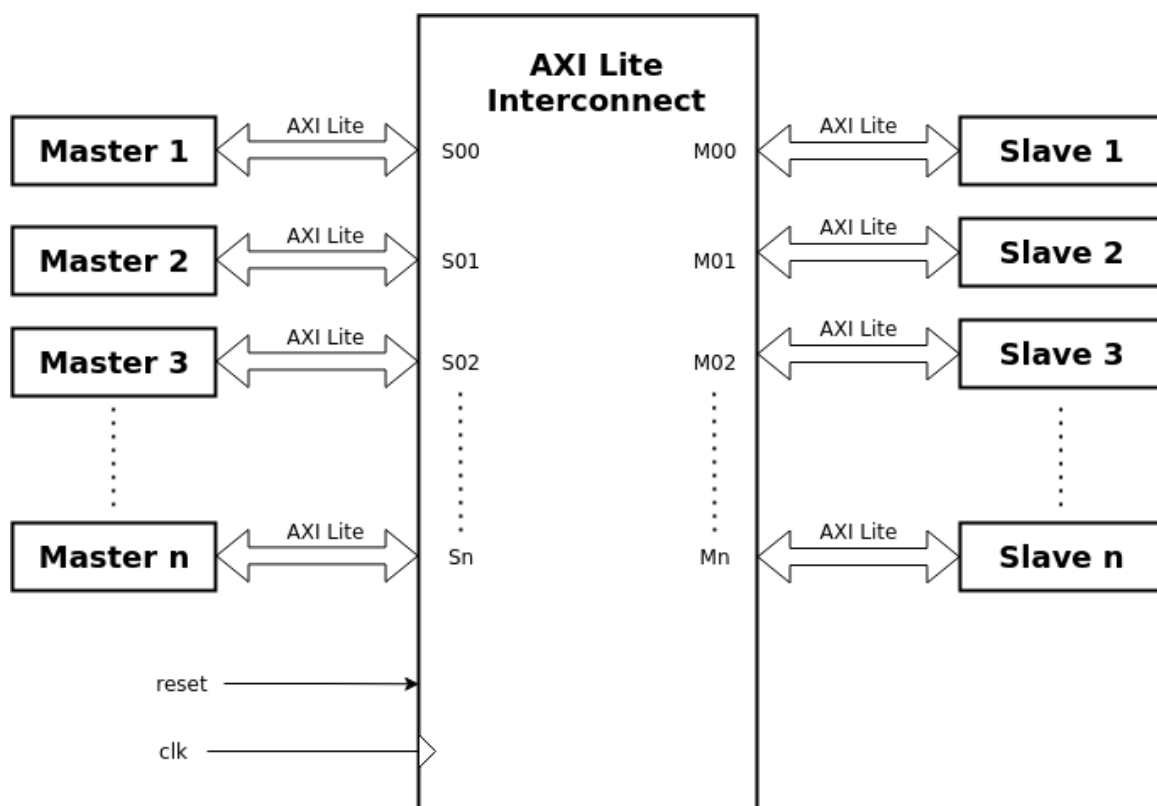 AXI Lite
Interconnect
Master 1
AXI Lite
S00
M00
AXI Lite
Slave 1
Master 2
AXI Lite
S01
M01
AXI Lite
Slave 2
Master 3
AXI Lite
S02
M02
AXI Lite
Slave 3
Master n
AXI Lite
Sn
Mn
AXI Lite
Slave n
reset
clk